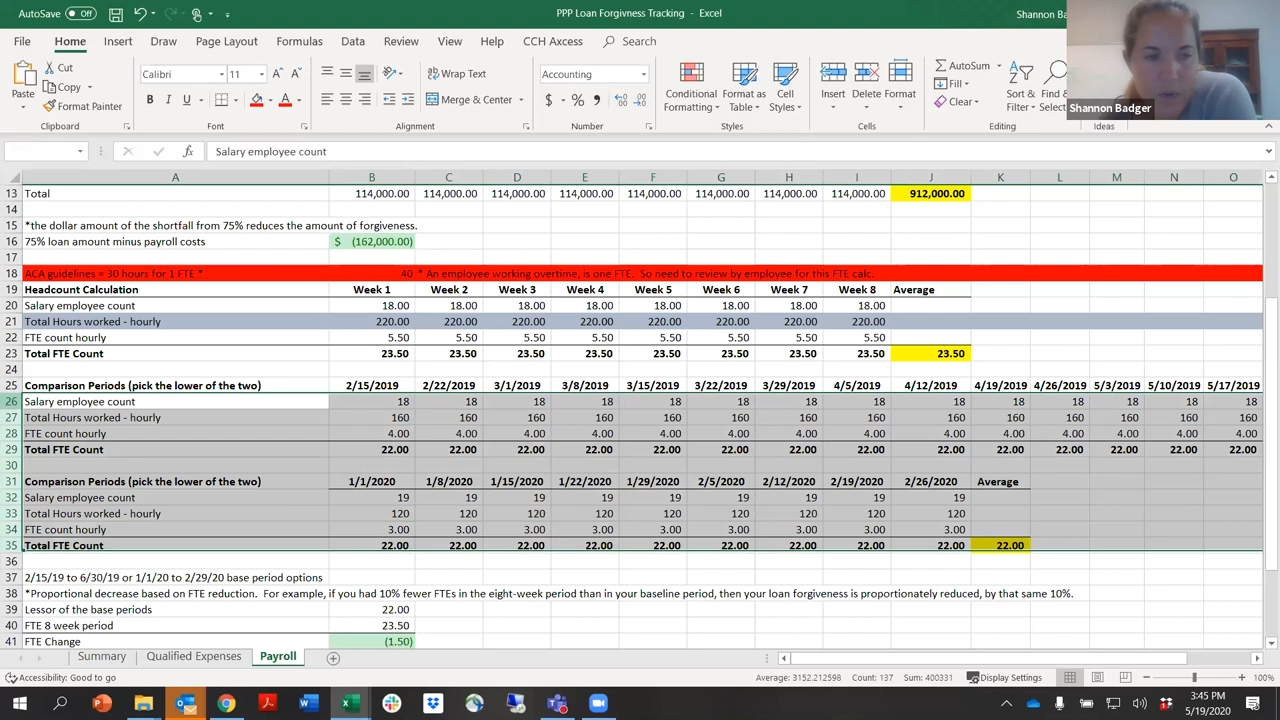 AutoSave Off PPP Loan Forgivness Tracking - Excel Shannon Ba
File Home Insert Draw Page Layout Formulas Data Review View Help CCH Axcess Search
Paste Cut Copy Format Painter Clipboard
Calibri 11 B I U Font
Wrap Text Merge & Center Alignment
Accounting $ % , Number
Conditional Formatting Format as Table Cell Styles Styles
Insert Delete Format Cells
AutoSum Fill Clear Sort & Filter Find & Select Editing Ideas
Shannon Badger
fx Salary employee count
A B C D E F G H I J K L M N O
13 Total 114,000.00 114,000.00 114,000.00 114,000.00 114,000.00 114,000.00 114,000.00 114,000.00 912,000.00
14
15 *the dollar amount of the shortfall from 75% reduces the amount of forgiveness.
16 75% loan amount minus payroll costs $ (162,000.00)
17
18 ACA guidelines = 30 hours for 1 FTE * 40 * An employee working overtime, is one FTE. So need to review by employee for this FTE calc.
19 Headcount Calculation Week 1 Week 2 Week 3 Week 4 Week 5 Week 6 Week 7 Week 8 Average
20 Salary employee count 18.00 18.00 18.00 18.00 18.00 18.00 18.00 18.00
21 Total Hours worked - hourly 220.00 220.00 220.00 220.00 220.00 220.00 220.00 220.00
22 FTE count hourly 5.50 5.50 5.50 5.50 5.50 5.50 5.50 5.50
23 Total FTE Count 23.50 23.50 23.50 23.50 23.50 23.50 23.50 23.50 23.50
24
25 Comparison Periods (pick the lower of the two) 2/15/2019 2/22/2019 3/1/2019 3/8/2019 3/15/2019 3/22/2019 3/29/2019 4/5/2019 4/12/2019 4/19/2019 4/26/2019 5/3/2019 5/10/2019 5/17/2019
26 Salary employee count 18 18 18 18 18 18 18 18 18 18 18 18 18 18
27 Total Hours worked - hourly 160 160 160 160 160 160 160 160 160 160 160 160 160 160
28 FTE count hourly 4.00 4.00 4.00 4.00 4.00 4.00 4.00 4.00 4.00 4.00 4.00 4.00 4.00 4.00
29 Total FTE Count 22.00 22.00 22.00 22.00 22.00 22.00 22.00 22.00 22.00 22.00 22.00 22.00 22.00 22.00
30
31 Comparison Periods (pick the lower of the two) 1/1/2020 1/8/2020 1/15/2020 1/22/2020 1/29/2020 2/5/2020 2/12/2020 2/19/2020 2/26/2020 Average
32 Salary employee count 19 19 19 19 19 19 19 19 19
33 Total Hours worked - hourly 120 120 120 120 120 120 120 120 120
34 FTE count hourly 3.00 3.00 3.00 3.00 3.00 3.00 3.00 3.00 3.00
35 Total FTE Count 22.00 22.00 22.00 22.00 22.00 22.00 22.00 22.00 22.00 22.00
36
37 2/15/19 to 6/30/19 or 1/1/20 to 2/29/20 base period options
38 *Proportional decrease based on FTE reduction. For example, if you had 10% fewer FTEs in the eight-week period than in your baseline period, then your loan forgiveness is proportionately reduced, by that same 10%.
39 Lessor of the base periods 22.00
40 FTE 8 week period 23.50
41 FTE Change (1.50)
Summary Qualified Expenses Payroll
Accessibility: Good to go Average: 3152.212598 Count: 137 Sum: 400331 Display Settings 100%
3:45 PM
5/19/2020